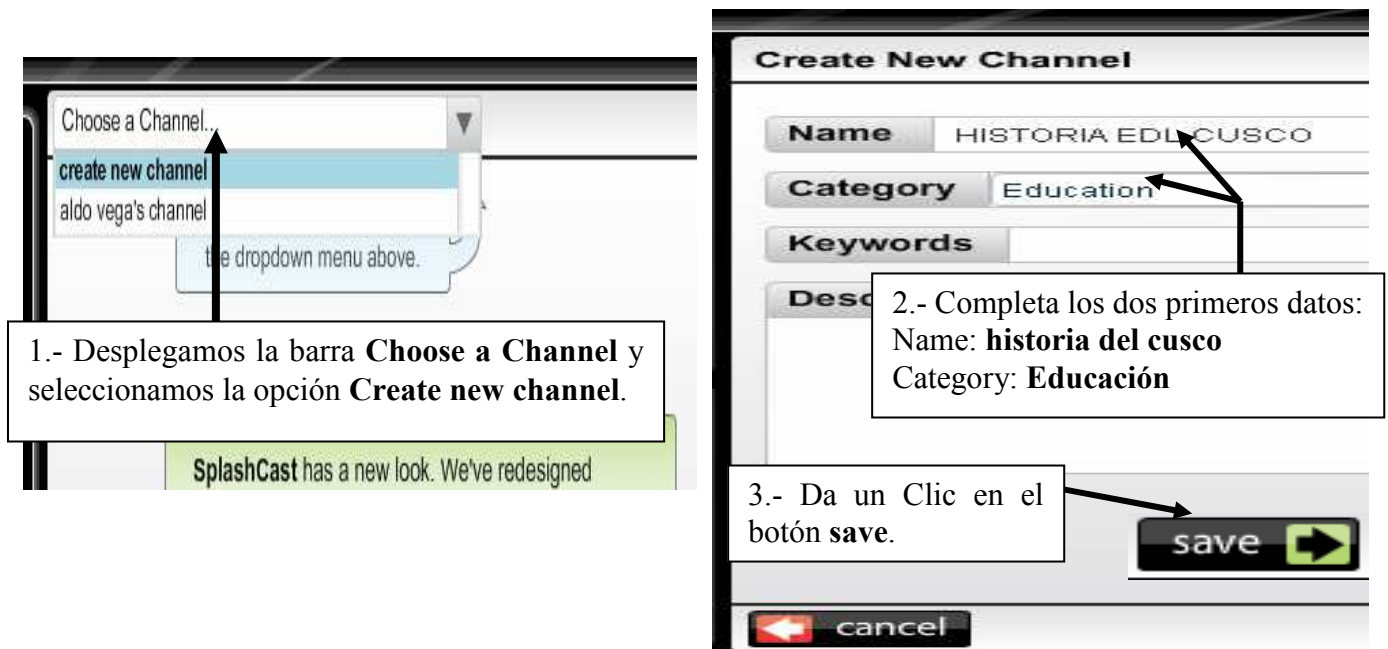 Choose a Channel...
create new channel
aldo vega's channel
the dropdown menu above.
1.- Desplegamos la barra Choose a Channel y
seleccionamos la opción Create new channel.
SplashCast has a new look. We've redesigned
Create New Channel
Name HISTORIA EDL CUSCO
Category Education
Keywords
Desc
2.- Completa los dos primeros datos:
Name: historia del cusco
Category: Educación
3.- Da un Clic en el
botón save.
save
cancel